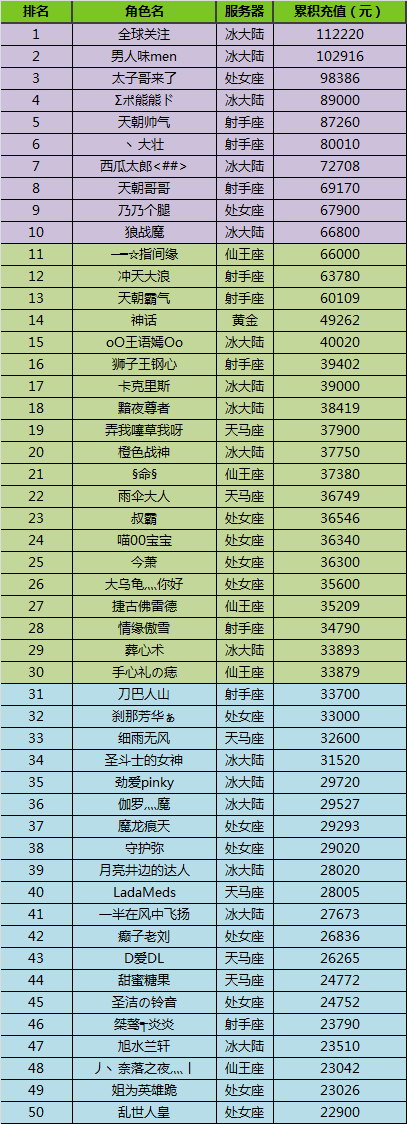 排名 角色名 服务器 累积充值（元）
1 全球关注 冰大陆 112220
2 男人味men 冰大陆 102916
3 太子哥来了 处女座 98386
4 Σボ熊熊ド 冰大陆 89000
5 天朝帅气 射手座 87260
6 丶大壮 射手座 80010
7 西瓜太郎<##> 冰大陆 72708
8 天朝哥哥 射手座 69170
9 乃乃个腿 处女座 67900
10 狼战魔 冰大陆 66800
11 ─━☆指间缘 仙王座 66000
12 冲天大浪 射手座 63780
13 天朝霸气 射手座 60109
14 神话 黄金 49262
15 oO王语嫣Oo 冰大陆 40020
16 狮子王钢心 射手座 39402
17 卡克里斯 冰大陆 39000
18 黯夜尊者 冰大陆 38419
19 弄我噻草我呀 天马座 37900
20 橙色战神 冰大陆 37750
21 §命§ 仙王座 37380
22 雨伞大人 天马座 36749
23 叔霸 处女座 36546
24 喵00宝宝 处女座 36340
25 今萧 处女座 36300
26 大乌龟灬你好 处女座 35600
27 捷古佛雷德 仙王座 35209
28 情缘傲雪 射手座 34790
29 葬心术 冰大陆 33893
30 手心礼の痣 仙王座 33879
31 刀巴人山 射手座 33700
32 刹那芳华ぁ 处女座 33000
33 细雨无风 天马座 32600
34 圣斗士的女神 冰大陆 31520
35 劲爱pinky 冰大陆 29720
36 伽罗灬魔 冰大陆 29527
37 魔龙痕天 处女座 29293
38 守护弥 处女座 29020
39 月亮井边的达人 冰大陆 28020
40 LadaMeds 天马座 28005
41 一半在风中飞扬 冰大陆 27673
42 癫子老刘 处女座 26836
43 D爱DL 天马座 26265
44 甜蜜糖果 天马座 24772
45 圣洁の铃音 处女座 24752
46 桀骜¶炎炎 射手座 23790
47 旭水兰轩 冰大陆 23510
48 丿丶奈落之夜灬丨 仙王座 23042
49 姐为英雄跪 处女座 23026
50 乱世人皇 处女座 22900